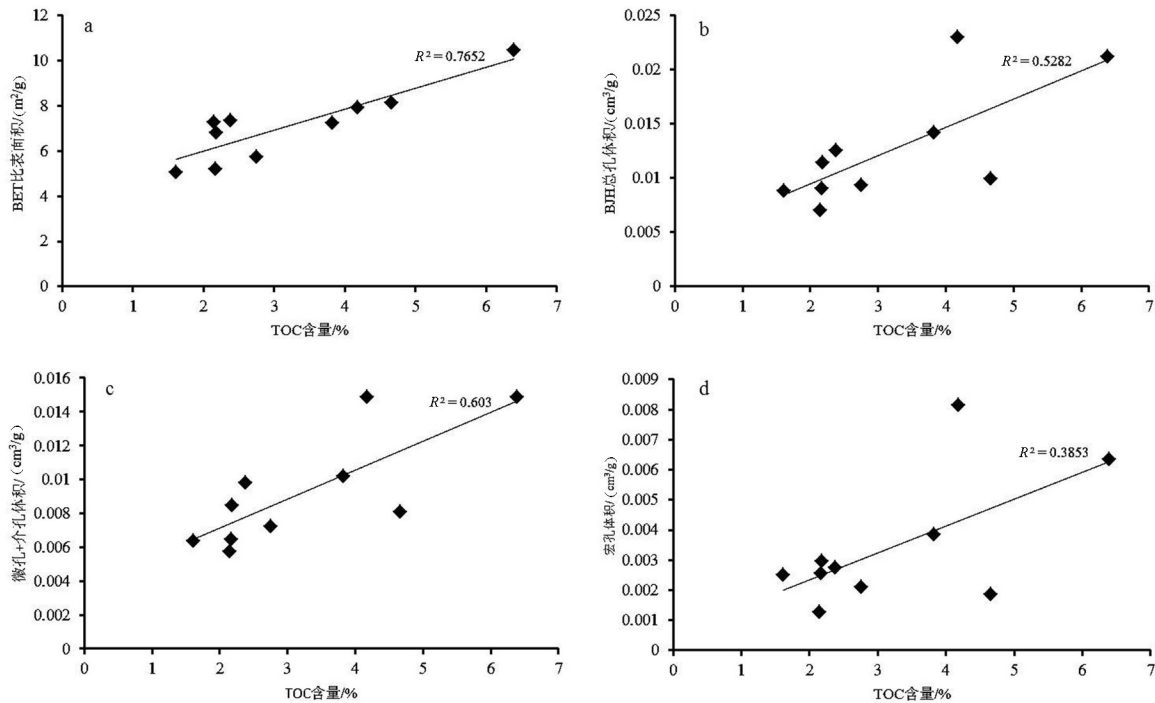 a
12
10
8
6
4
2
0
BET比表面积/(m²/g)
R²=0.7652
0 1 2 3 4 5 6 7
TOC含量/%
b
0.025
0.02
0.015
0.01
0.005
0
BJH总孔体积/(cm³/g)
R²=0.5282
0 1 2 3 4 5 6 7
TOC含量/%
c
0.016
0.014
0.012
0.01
0.008
0.006
0.004
0.002
0
微孔+介孔体积/(cm³/g)
R²=0.603
0 1 2 3 4 5 6 7
TOC含量/%
d
0.009
0.008
0.007
0.006
0.005
0.004
0.003
0.002
0.001
0
宏孔体积/(cm³/g)
R²=0.3853
0 1 2 3 4 5 6 7
TOC含量/%